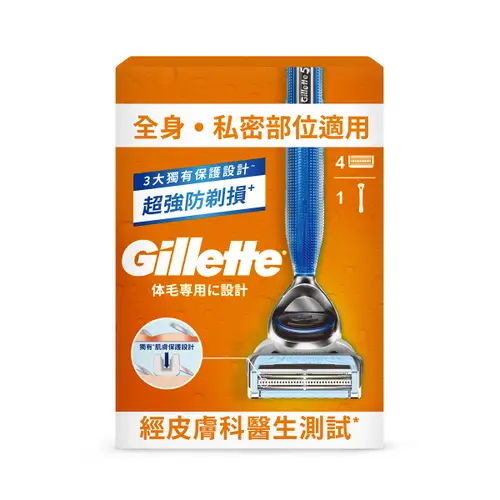 Gillette 5
全身・私密部位適用
3大獨有保護設計~
超強防剃損+
4
1
Gillette®
体毛専用に設計
獨有^肌膚保護設計
經皮膚科醫生測試*